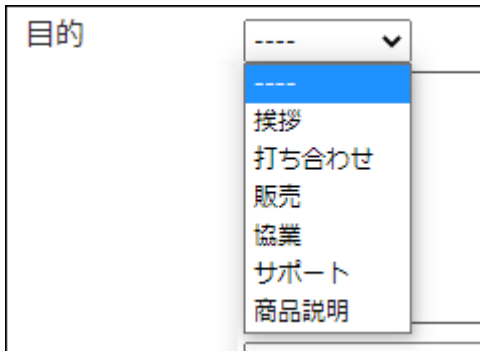 目的
----
----
挨拶
打ち合わせ
販売
協業
サポート
商品説明